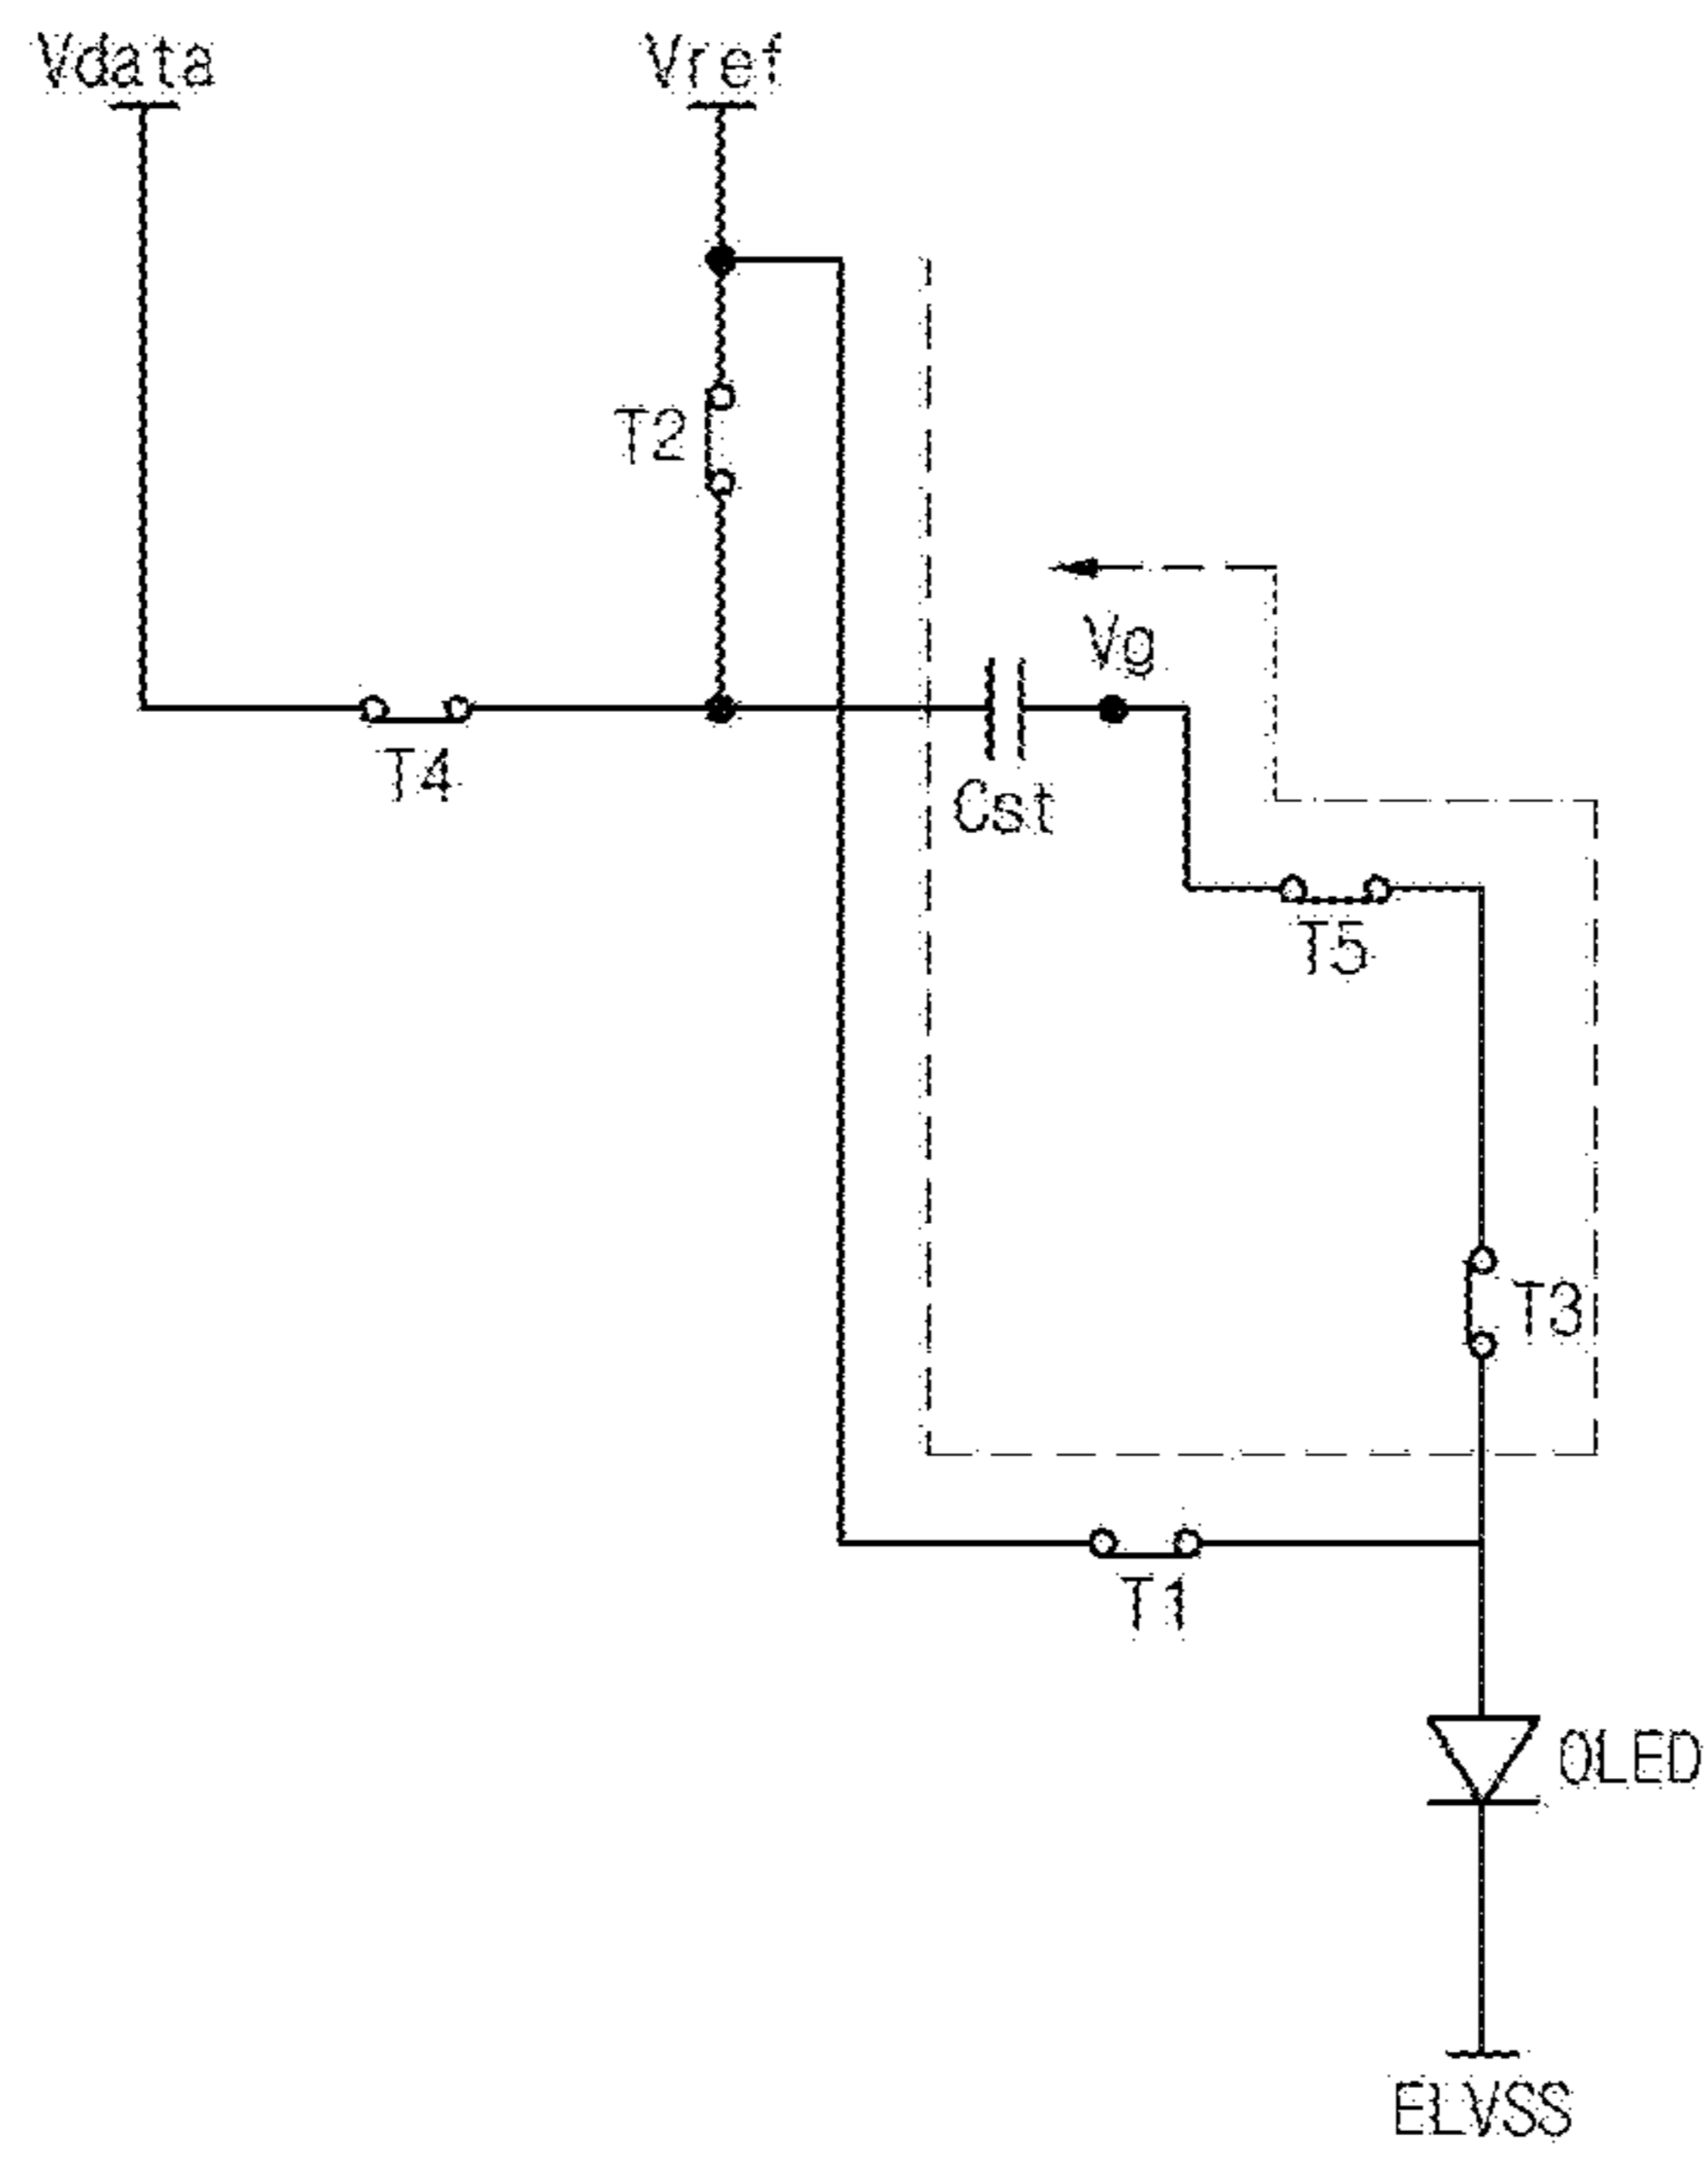 Vdata
Vref
T2
Vg
T4
Cst
T5
T3
T1
OLED
ELVSS